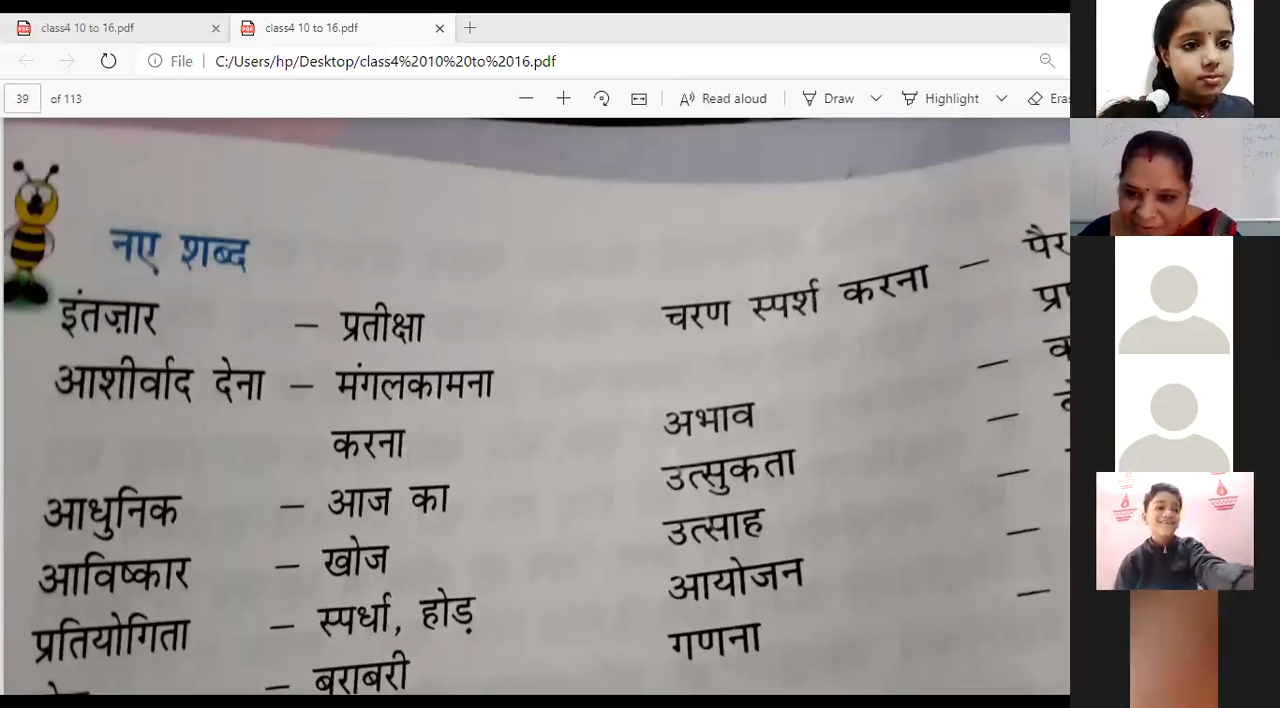 class4 10 to 16.pdf
class4 10 to 16.pdf
File
C:/Users/hp/Desktop/class4%2010%20to%2016.pdf
39 of 113
Read aloud
Draw
Highlight
नए शब्द
इंतज़ार – प्रतीक्षा
आशीर्वाद देना – मंगलकामना
करना
आधुनिक – आज का
आविष्कार – खोज
प्रतियोगिता – स्पर्धा, होड़
– बराबरी
चरण स्पर्श करना – पैर
–
अभाव –
उत्सुकता –
उत्साह –
आयोजन –
गणना